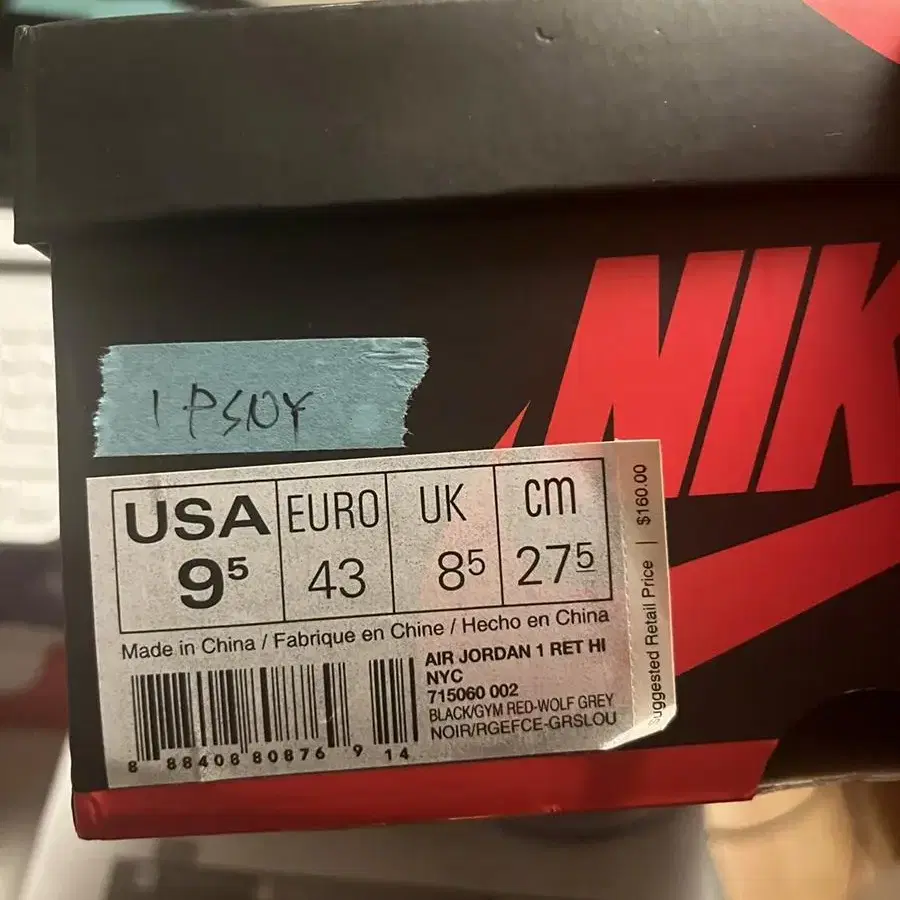 NIK
1 PSNY
USA EURO UK cm
9⁵ 43 8⁵ 27⁵
Suggested Retail Price | $160.00
Made in China / Fabrique en Chine / Hecho en China
AIR JORDAN 1 RET HI
NYC
715060 002
BLACK/GYM RED-WOLF GREY
NOIR/RGEFCE-GRSLOU
8 88408 80876 9 14